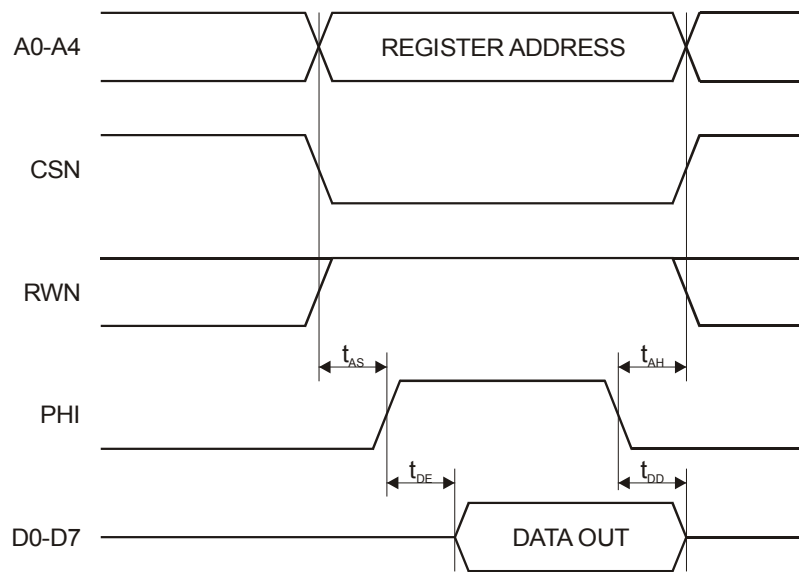 A0-A4 REGISTER ADDRESS
CSN
RWN
tAS tAH
PHI
tDE tDD
D0-D7 DATA OUT